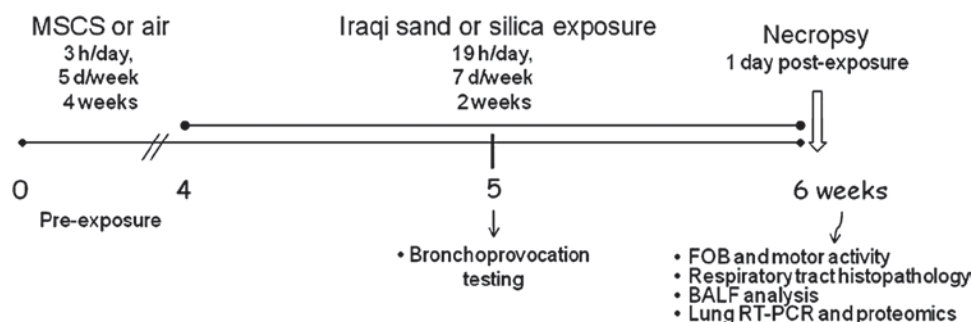 MSCS or air
3 h/day,
5 d/week
4 weeks
Iraqi sand or silica exposure
19 h/day,
7 d/week
2 weeks
Necropsy
1 day post-exposure
0
4
5
6 weeks
Pre-exposure
• Bronchoprovocation
testing
• FOB and motor activity
• Respiratory tract histopathology
• BALF analysis
• Lung RT-PCR and proteomics